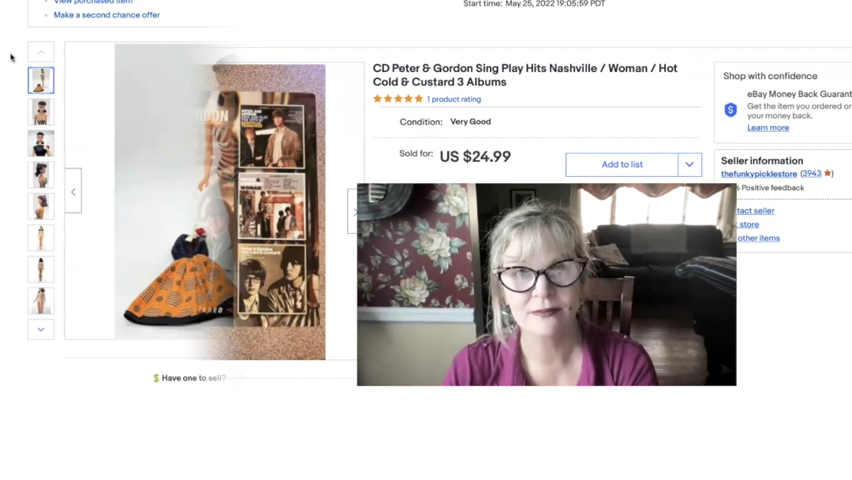 View purchased item
Make a second chance offer
Start time: May 25, 2022 19:05:59 PDT
CD Peter & Gordon Sing Play Hits Nashville / Woman / Hot
Cold & Custard 3 Albums
1 product rating
Condition: Very Good
Sold for: US $24.99
Add to list
Shop with confidence
eBay Money Back Guarant
Get the item you ordered or
your money back.
Learn more
Seller information
thefunkypicklestore (3943)
% Positive feedback
tact seller
store
other items
WOMAN
Have one to sell?